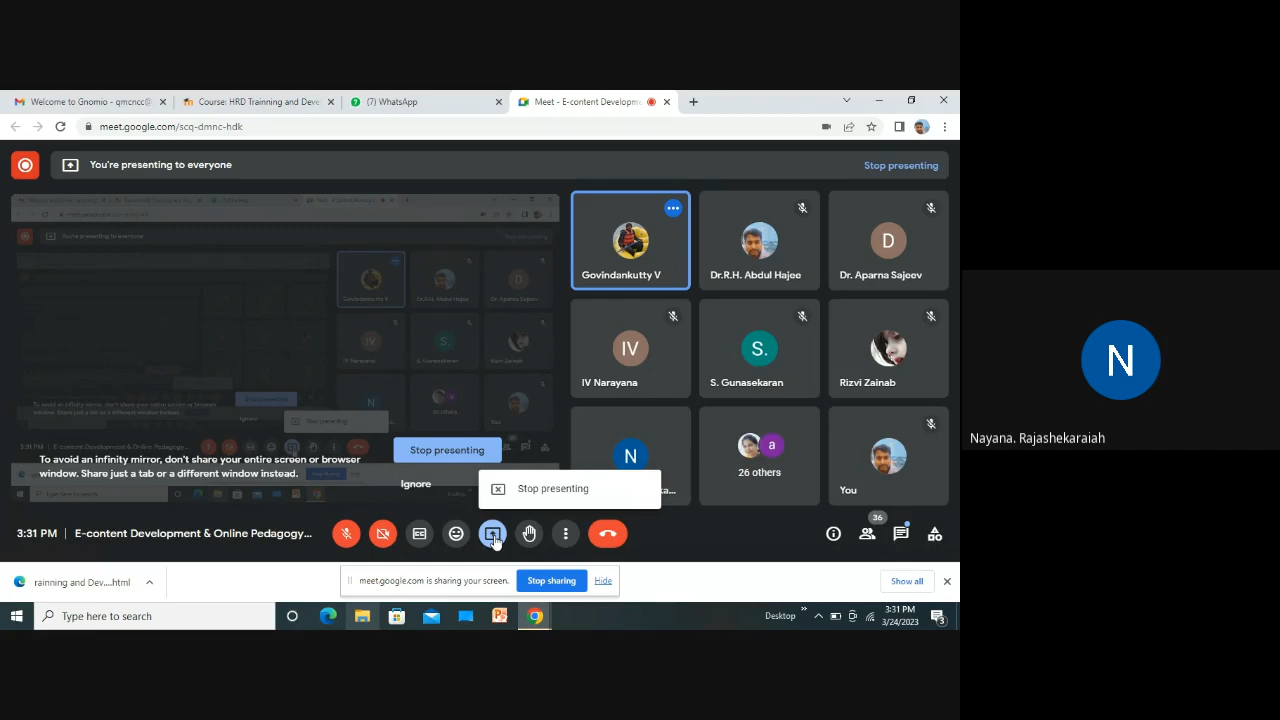 Welcome to Gnomio - qmcncc@
Course: HRD Trainning and Deve
(7) WhatsApp
Meet - E-content Developm
meet.google.com/scq-dmnc-hdk
You're presenting to everyone
Stop presenting
Govindankutty V
Dr.R.H. Abdul Hajee
D
Dr. Aparna Sajeev
IV
IV Narayana
S.
S. Gunasekaran
Rizvi Zainab
N
a
26 others
You
N
Nayana. Rajashekaraiah
To avoid an infinity mirror, don't share your entire screen or browser
window. Share just a tab or a different window instead.
Stop presenting
Ignore
Stop presenting
3:31 PM | E-content Development & Online Pedagogy...
36
rainning and Dev....html
meet.google.com is sharing your screen.
Stop sharing
Hide
Show all
Type here to search
Desktop
3:31 PM
3/24/2023
3